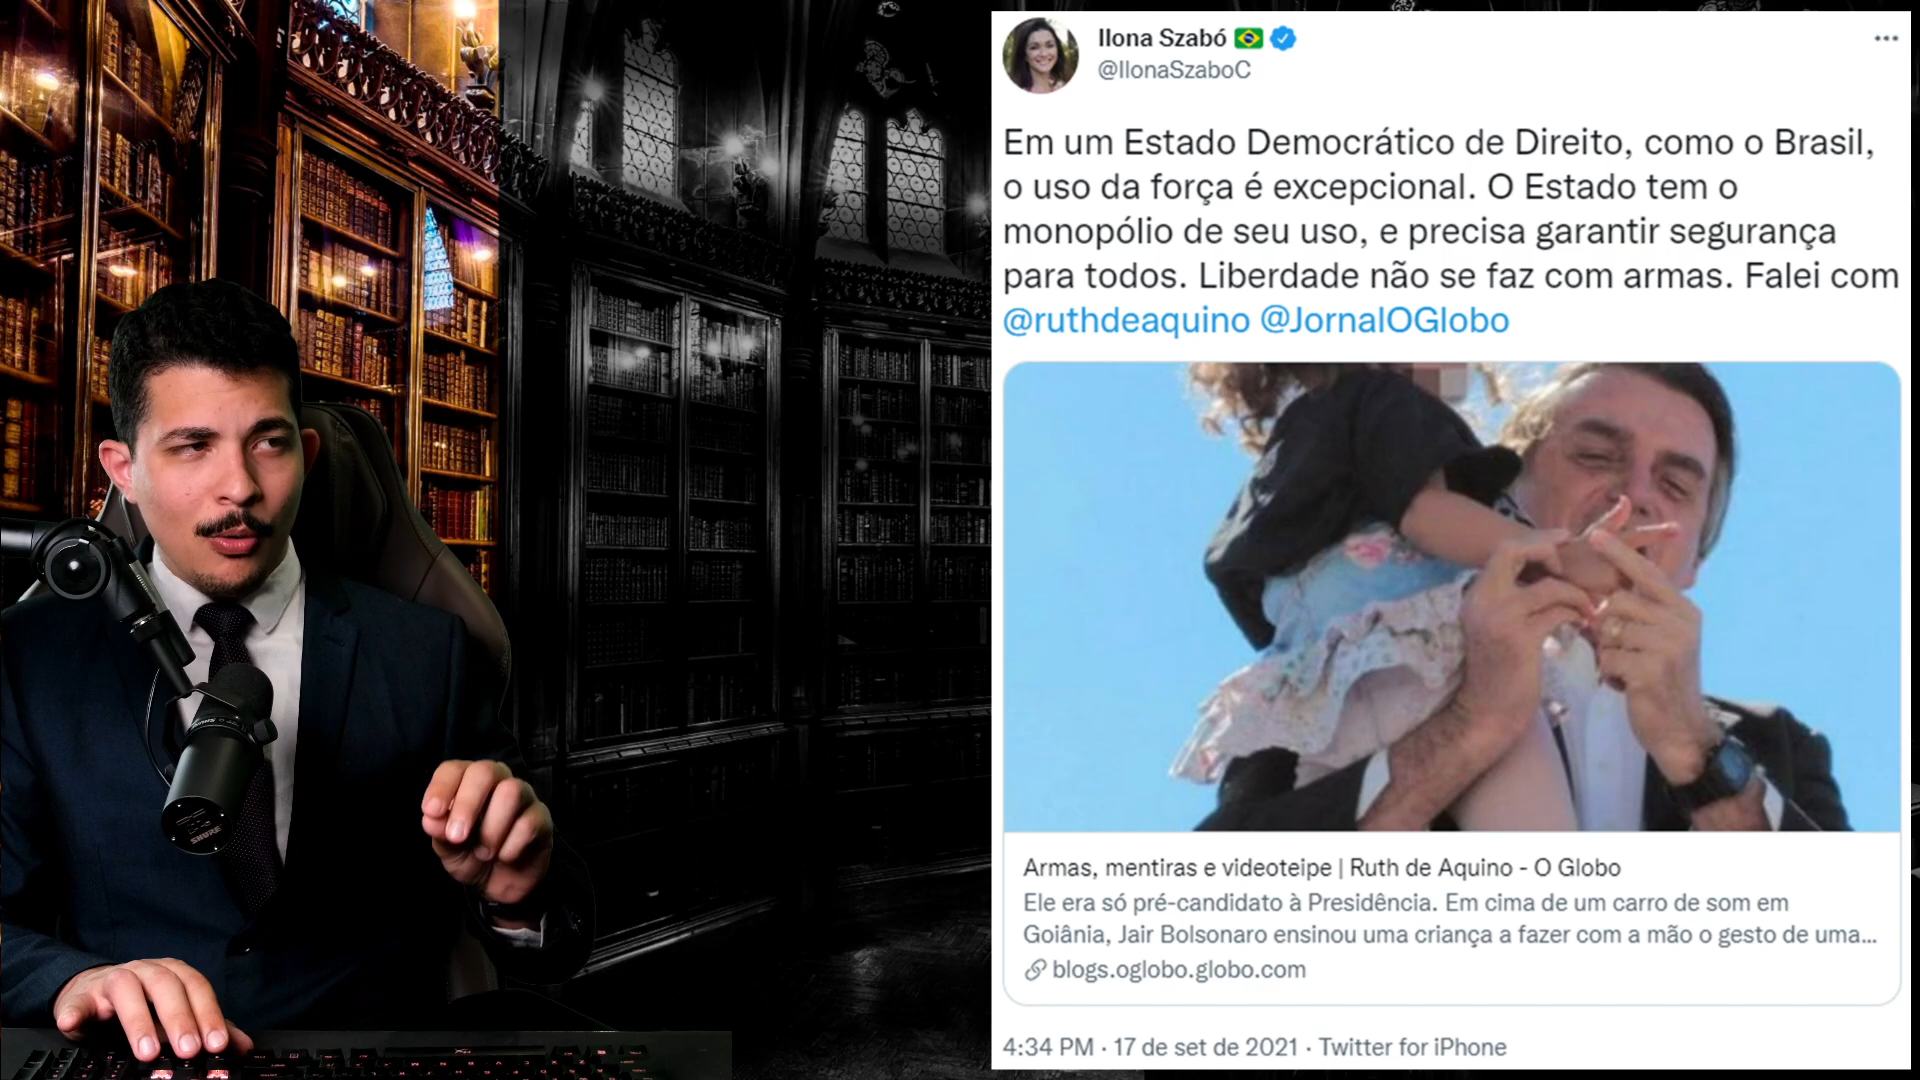 Ilona Szabó
@IlonaSzaboC
Em um Estado Democrático de Direito, como o Brasil,
o uso da força é excepcional. O Estado tem o
monopólio de seu uso, e precisa garantir segurança
para todos. Liberdade não se faz com armas. Falei com
@ruthdeaquino @JornalOGlobo
Armas, mentiras e videoteipe | Ruth de Aquino - O Globo
Ele era só pré-candidato à Presidência. Em cima de um carro de som em
Goiânia, Jair Bolsonaro ensinou uma criança a fazer com a mão o gesto de uma...
blogs.oglobo.globo.com
4:34 PM · 17 de set de 2021 · Twitter for iPhone
SHURE